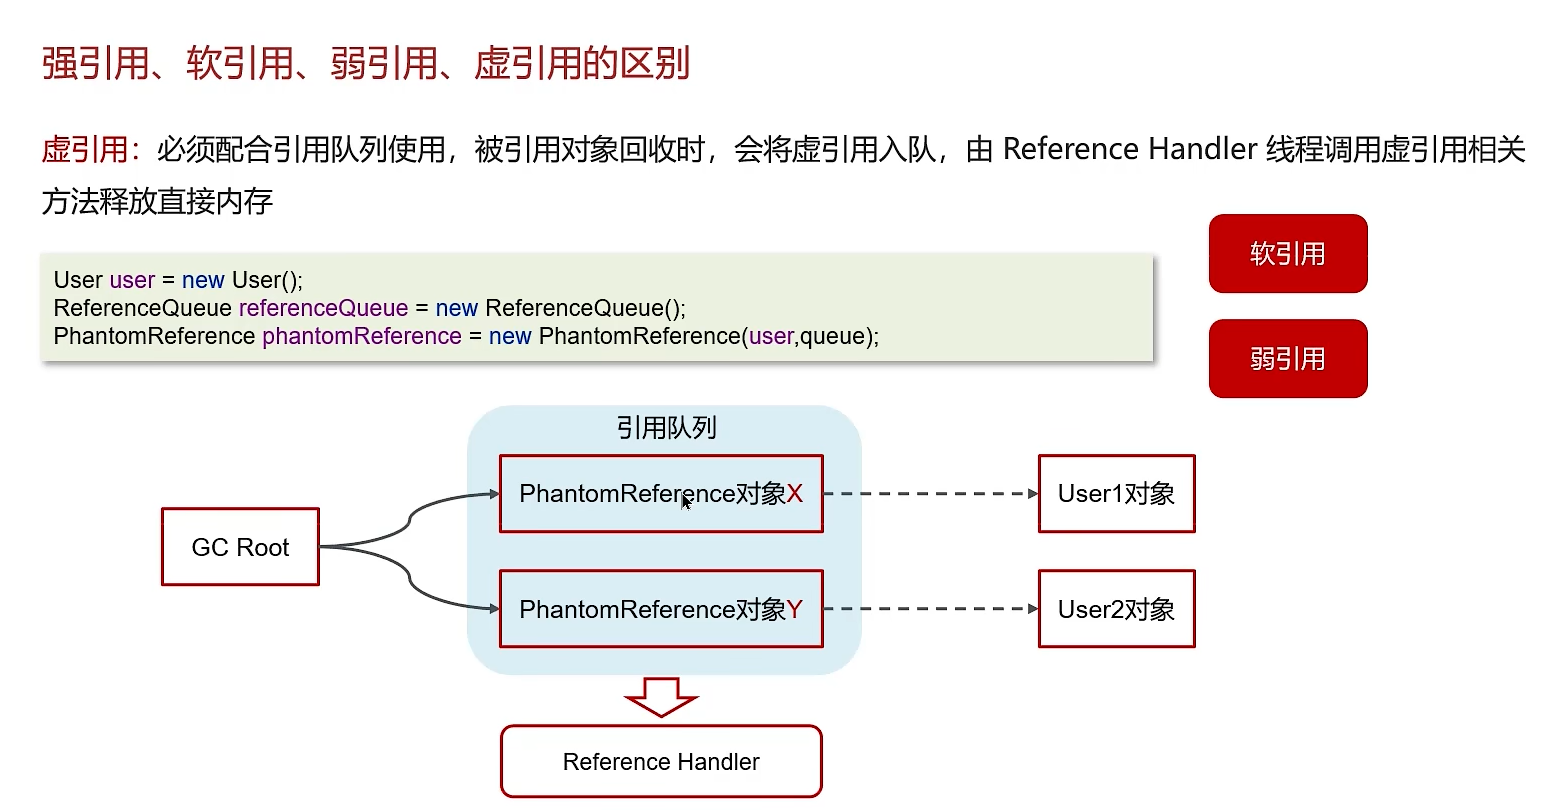 强引用、软引用、弱引用、虚引用的区别
虚引用：必须配合引用队列使用，被引用对象回收时，会将虚引用入队，由 Reference Handler 线程调用虚引用相关
方法释放直接内存
User user = new User();
ReferenceQueue referenceQueue = new ReferenceQueue();
PhantomReference phantomReference = new PhantomReference(user,queue);
软引用
弱引用
引用队列
PhantomReference对象X
User1对象
GC Root
PhantomReference对象Y
User2对象
Reference Handler